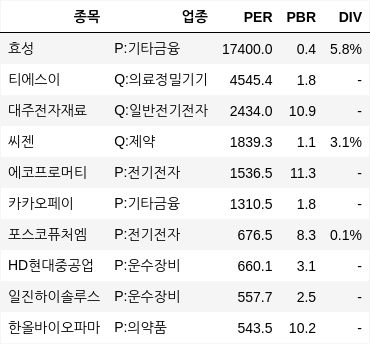 종목 업종 PER PBR DIV
효성 P:기타금융 17400.0 0.4 5.8%
티에스이 Q:의료정밀기기 4545.4 1.8 -
대주전자재료 Q:일반전기전자 2434.0 10.9 -
씨젠 Q:제약 1839.3 1.1 3.1%
에코프로머티 P:전기전자 1536.5 11.3 -
카카오페이 P:기타금융 1310.5 1.8 -
포스코퓨처엠 P:전기전자 676.5 8.3 0.1%
HD현대중공업 P:운수장비 660.1 3.1 -
일진하이솔루스 P:운수장비 557.7 2.5 -
한올바이오파마 P:의약품 543.5 10.2 -